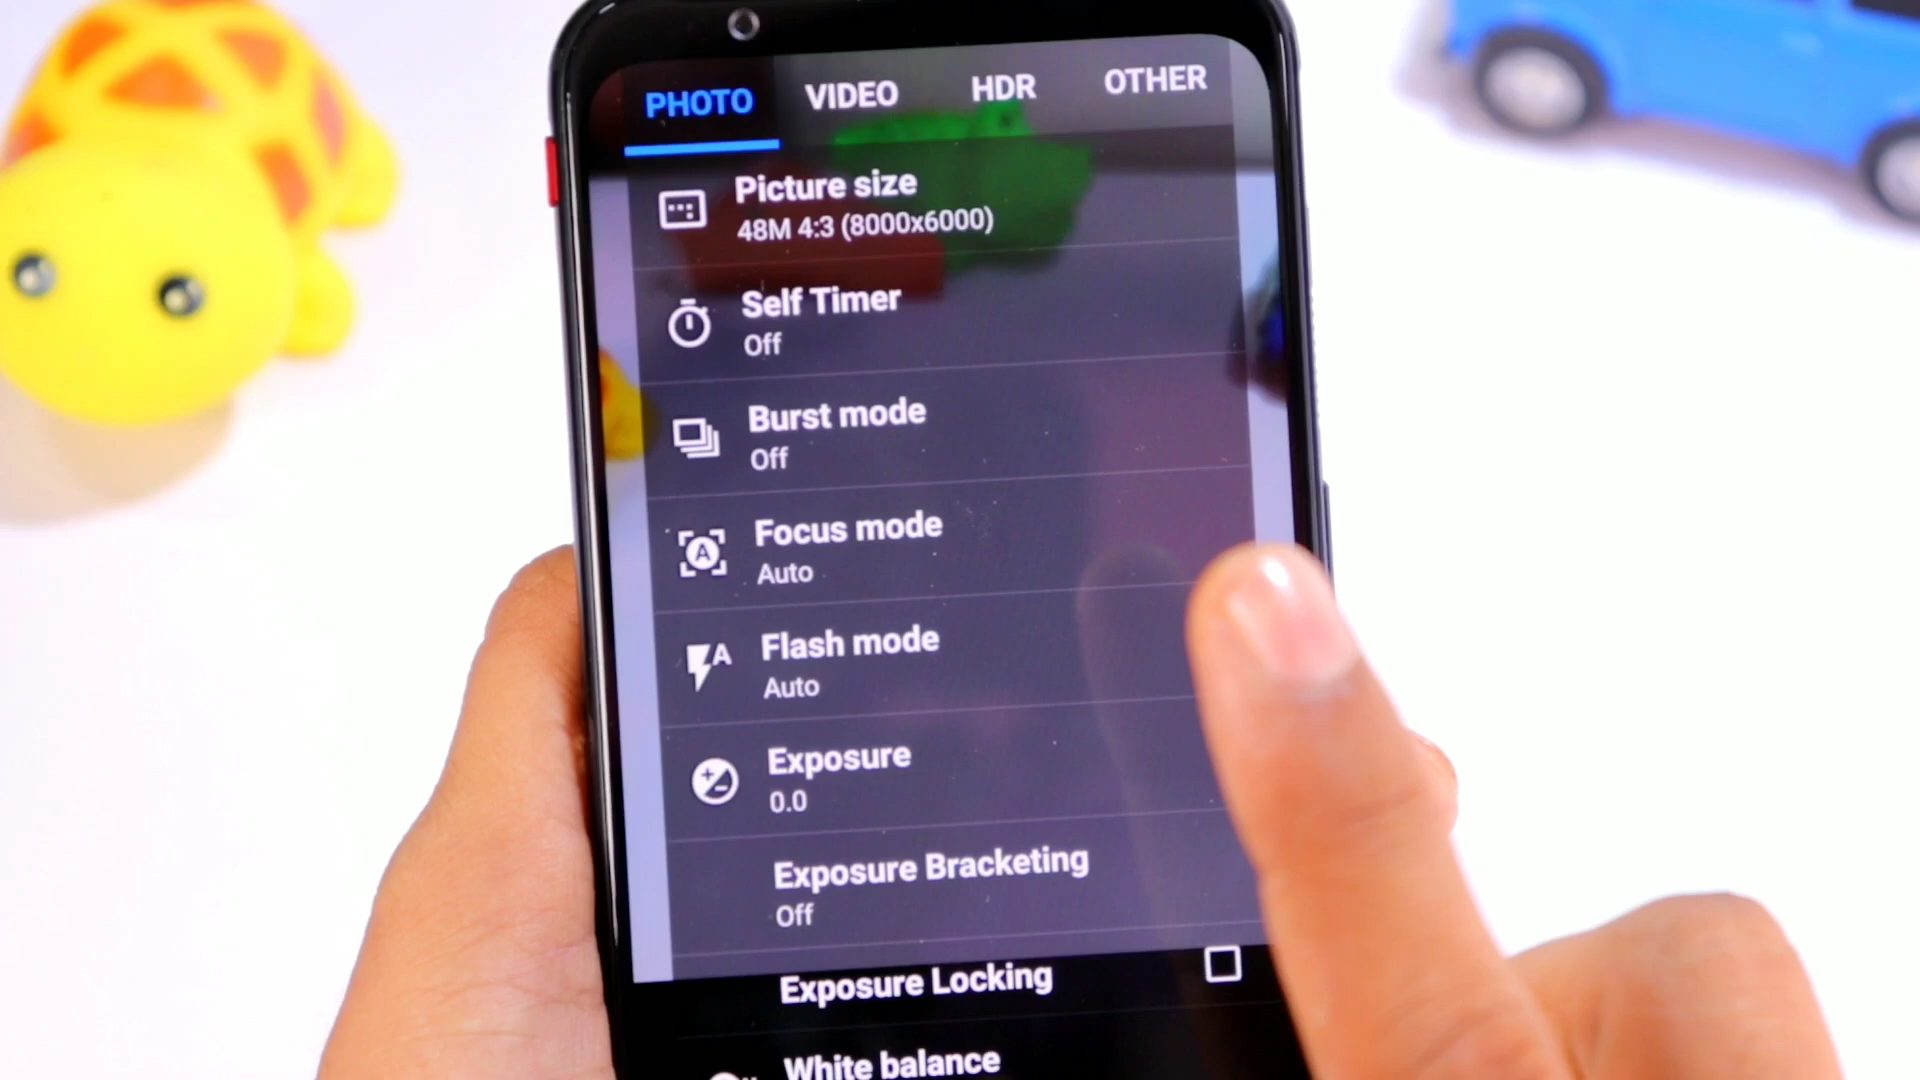 PHOTO VIDEO HDR OTHER
Picture size
48M 4:3 (8000x6000)
Self Timer
Off
Burst mode
Off
Focus mode
A
Auto
Flash mode
A
Auto
Exposure
0.0
Exposure Bracketing
Off
Exposure Locking
White balance